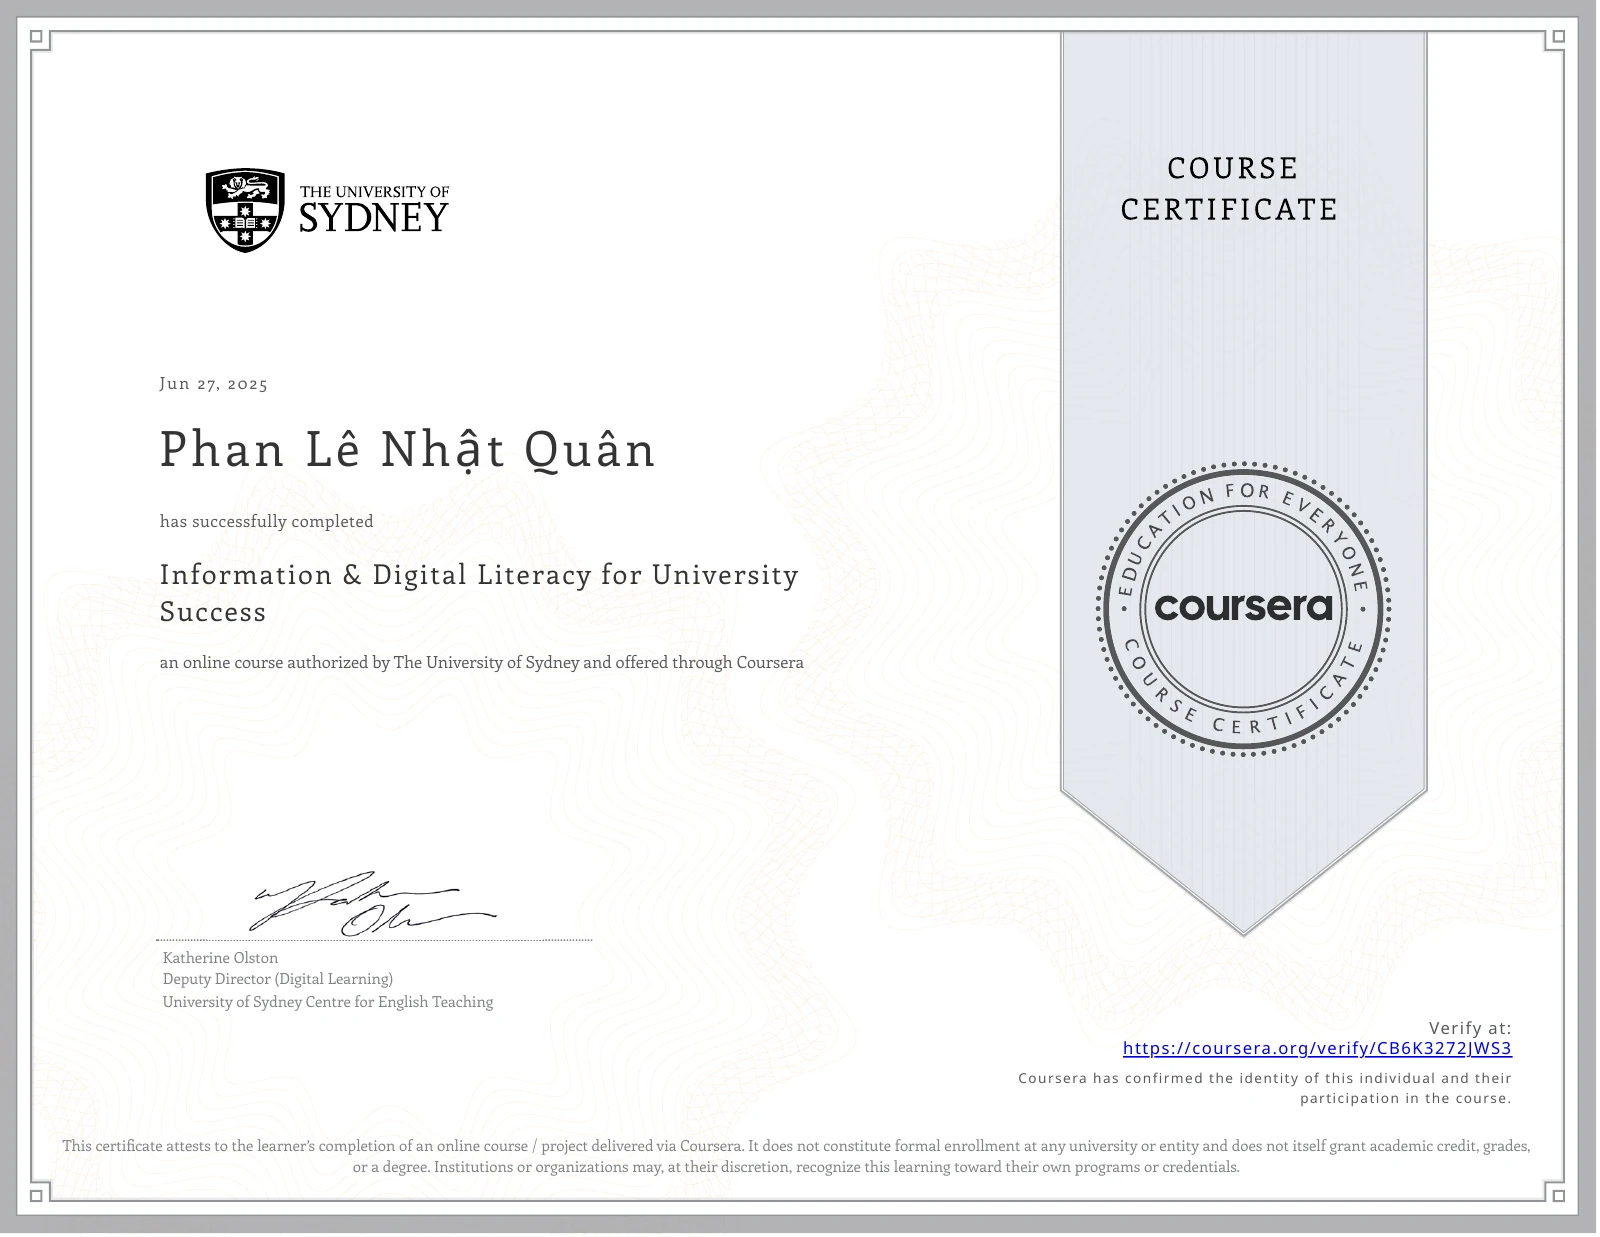 THE UNIVERSITY OF
SYDNEY
COURSE
CERTIFICATE
Jun 27, 2025
Phan Lê Nhật Quân
has successfully completed
Information & Digital Literacy for University
Success
an online course authorized by The University of Sydney and offered through Coursera
EDUCATION FOR EVERYONE
coursera
COURSE CERTIFICATE
Katherine Olston
Deputy Director (Digital Learning)
University of Sydney Centre for English Teaching
Verify at:
https://coursera.org/verify/CB6K3272JWS3
Coursera has confirmed the identity of this individual and their
participation in the course.
This certificate attests to the learner's completion of an online course / project delivered via Coursera. It does not constitute formal enrollment at any university or entity and does not itself grant academic credit, grades,
or a degree. Institutions or organizations may, at their discretion, recognize this learning toward their own programs or credentials.